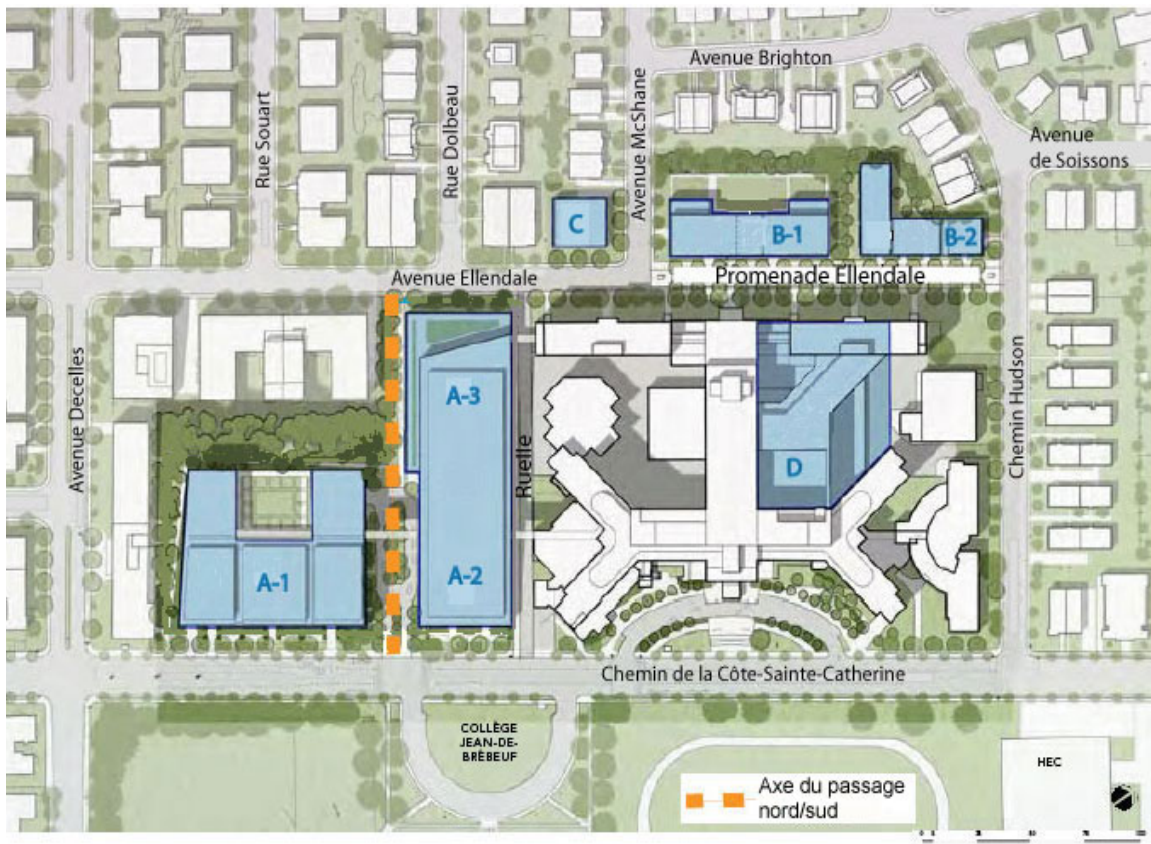 Avenue Brighton
Rue Souart
Rue Dolbeau
Avenue McShane
Avenue
de Soissons
C
B-1
B-2
Avenue Ellendale
Promenade Ellendale
Avenue Decelles
A-3
Ruelle
D
Chemin Hudson
A-1
A-2
Chemin de la Côte-Sainte-Catherine
COLLÈGE
JEAN-DE-
BRÉBEUF
HEC
Axe du passage
nord/sud